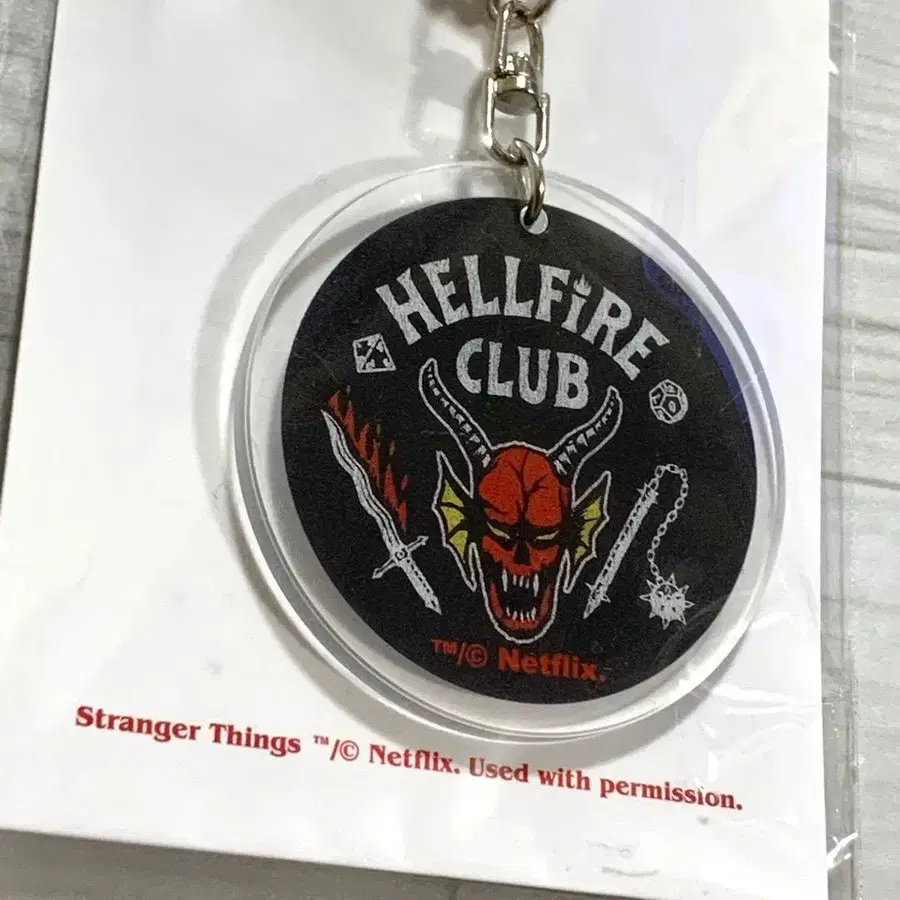 HELLFiRE
CLUB
™/© Netflix.
Stranger Things ™/© Netflix. Used with permission.